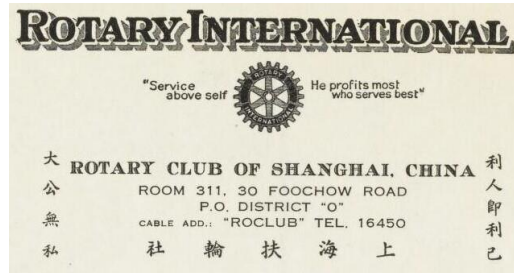 ROTARY INTERNATIONAL
"Service above self
ROTARY
INTERNATIONAL
He profits most who serves best"
大公無私
ROTARY CLUB OF SHANGHAI, CHINA
ROOM 311, 30 FOOCHOW ROAD
P.O. DISTRICT "O"
CABLE ADD.: "ROCLUB" TEL. 16450
社輪扶海上
利人即利己